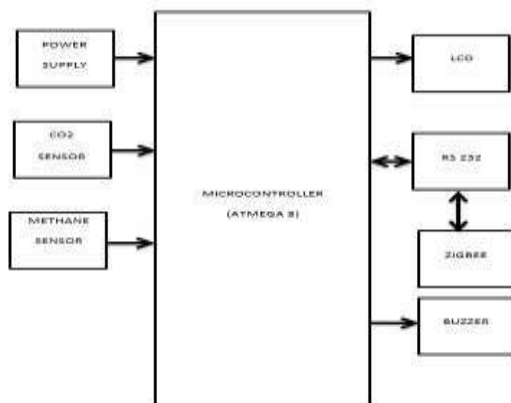 POWER
SUPPLY
CO2
SENSOR
METHANE
SENSOR
MICROCONTROLLER
(ATMEGA 8)
LCD
RS 232
ZIGBEE
BUZZER